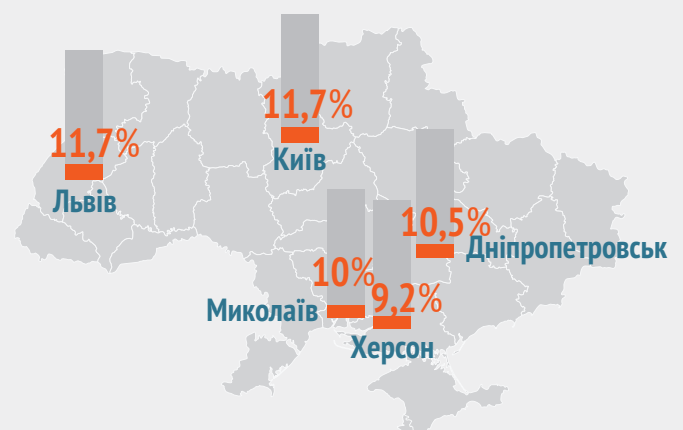 11,7%
Київ
11,7%
Львів
10,5%
Дніпропетровськ
10%
Миколаїв
9,2%
Херсон